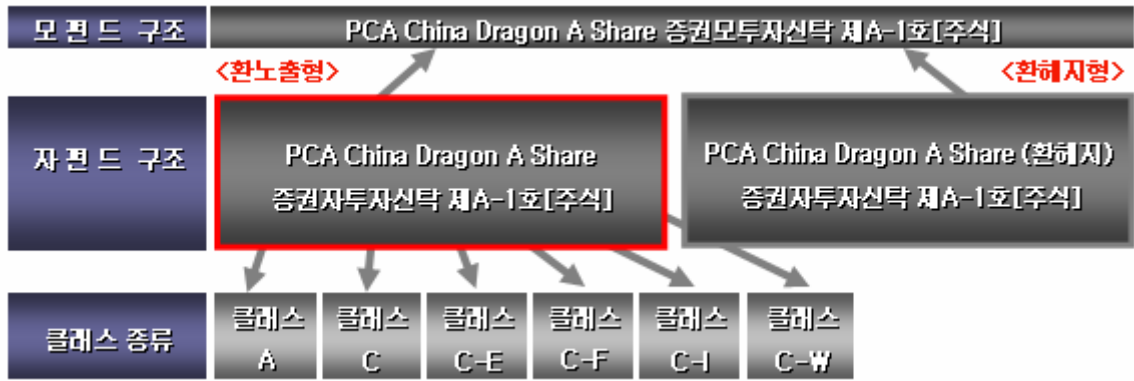 모 펀 드 구조
PCA China Dragon A Share 증권모투자신탁 제A-1호[주식]
<환노출형>
<환헤지형>
자 펀 드 구조
PCA China Dragon A Share
증권자투자신탁 제A-1호[주식]
PCA China Dragon A Share (환헤지)
증권자투자신탁 제A-1호[주식]
클래스 종류
클래스
A
클래스
C
클래스
C-E
클래스
C-F
클래스
C-I
클래스
C-W